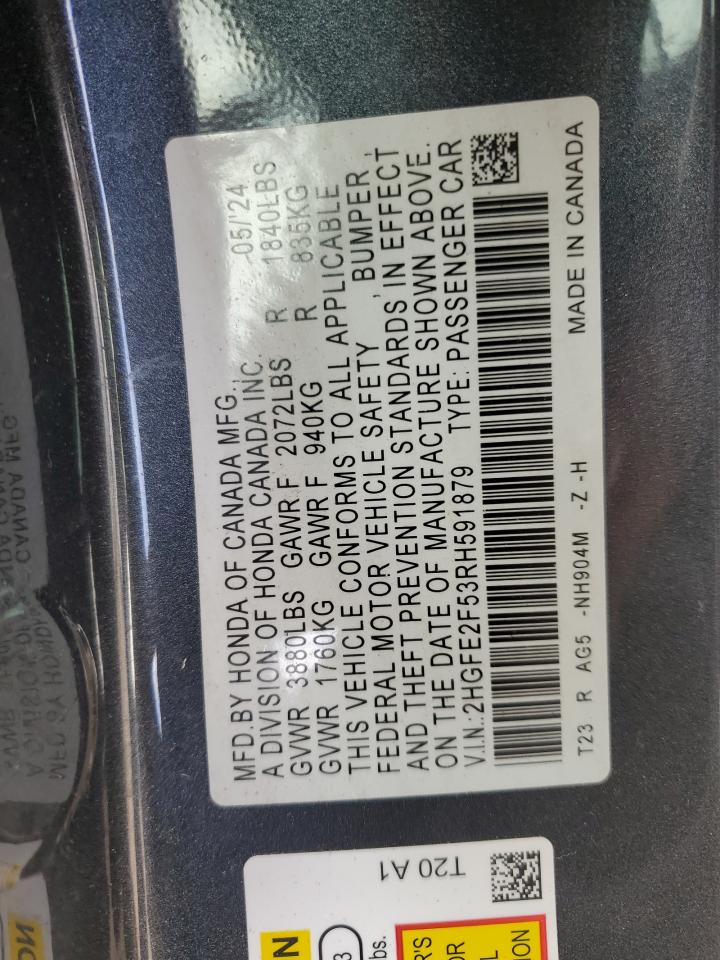 MFD.BY HONDA OF CANADA MFG., 05/'24
A DIVISION OF HONDA CANADA INC.
GVWR 3880LBS GAWR F 2072LBS R 1840LBS
GVWR 1760KG GAWR F 940KG R 835KG
THIS VEHICLE CONFORMS TO ALL APPLICABLE
FEDERAL MOTOR VEHICLE SAFETY , BUMPER ,
AND THEFT PREVENTION STANDARDS IN EFFECT
ON THE DATE OF MANUFACTURE SHOWN ABOVE.
V.I.N.:2HGFE2F53RH591879 TYPE: PASSENGER CAR
T23 R AG5 -NH904M -Z -H MADE IN CANADA
T20 A1